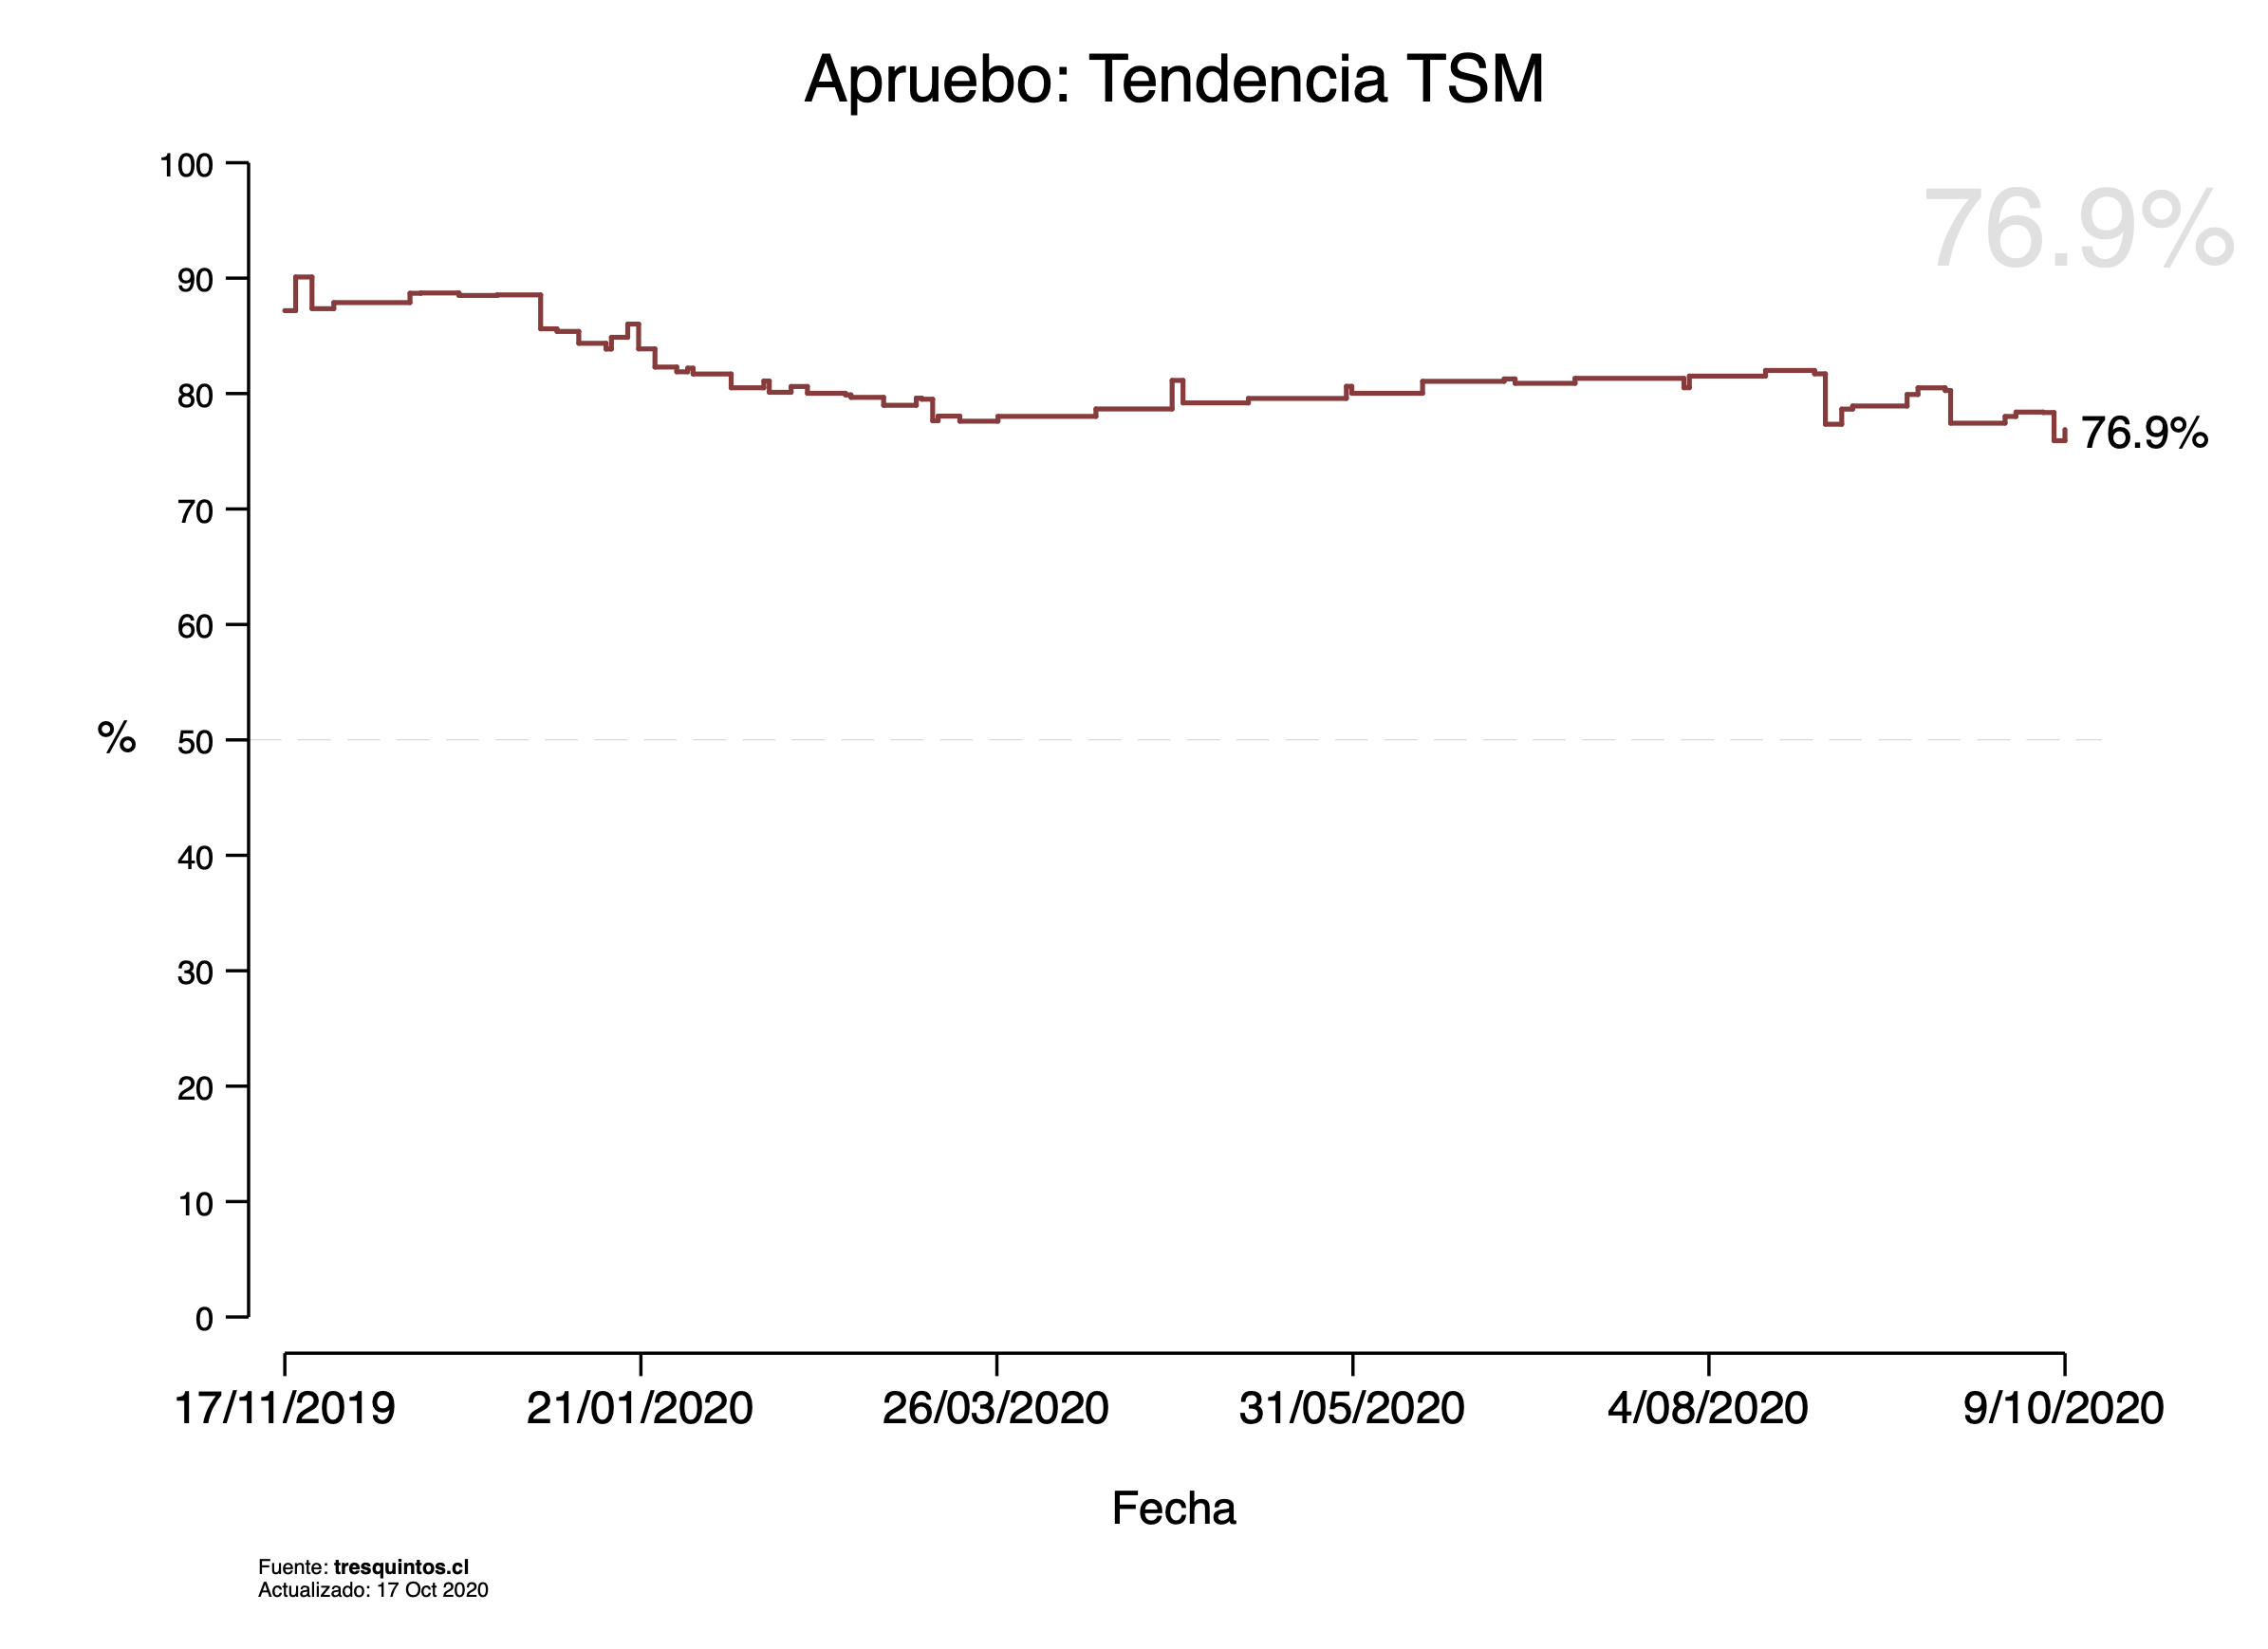 Apruebo: Tendencia TSM
76.9%
100
90
80
70
60
50
40
30
20
10
0
%
76.9%
17/11/2019 21/01/2020 26/03/2020 31/05/2020 4/08/2020 9/10/2020
Fecha
Fuente: tresquintos.cl
Actualizado: 17 Oct 2020